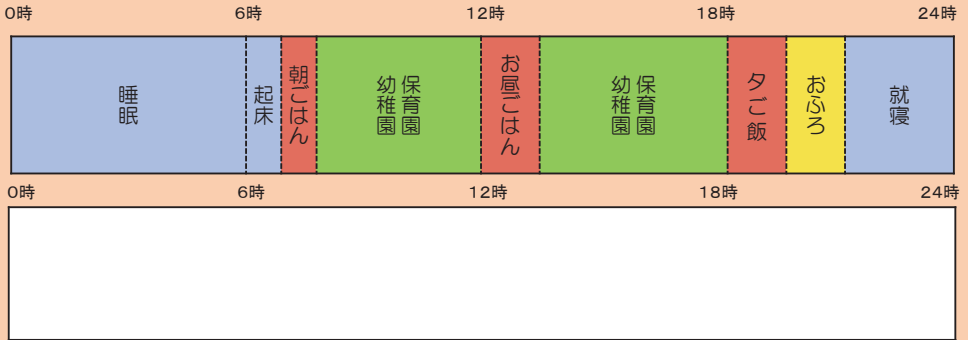 0時 6時 12時 18時 24時
睡眠
起床
朝ごはん
保育園
幼稚園
お昼ごはん
保育園
幼稚園
夕ご飯
おふろ
就寝
0時 6時 12時 18時 24時